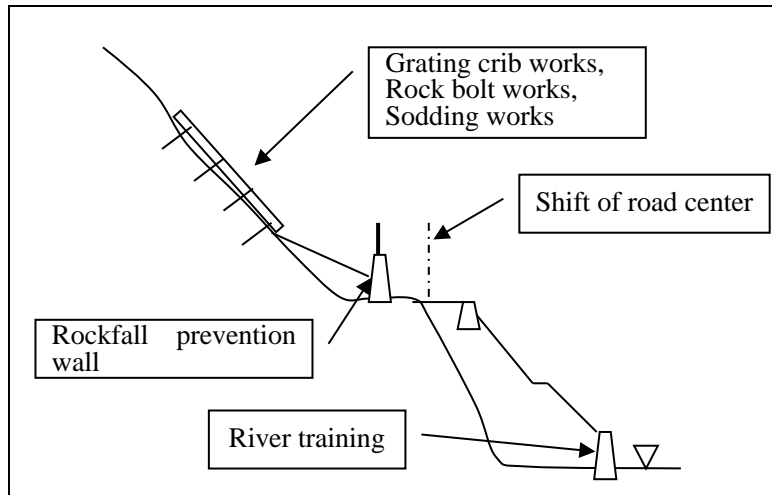 Grating crib works,
Rock bolt works,
Sodding works
Shift of road center
Rockfall prevention
wall
River training